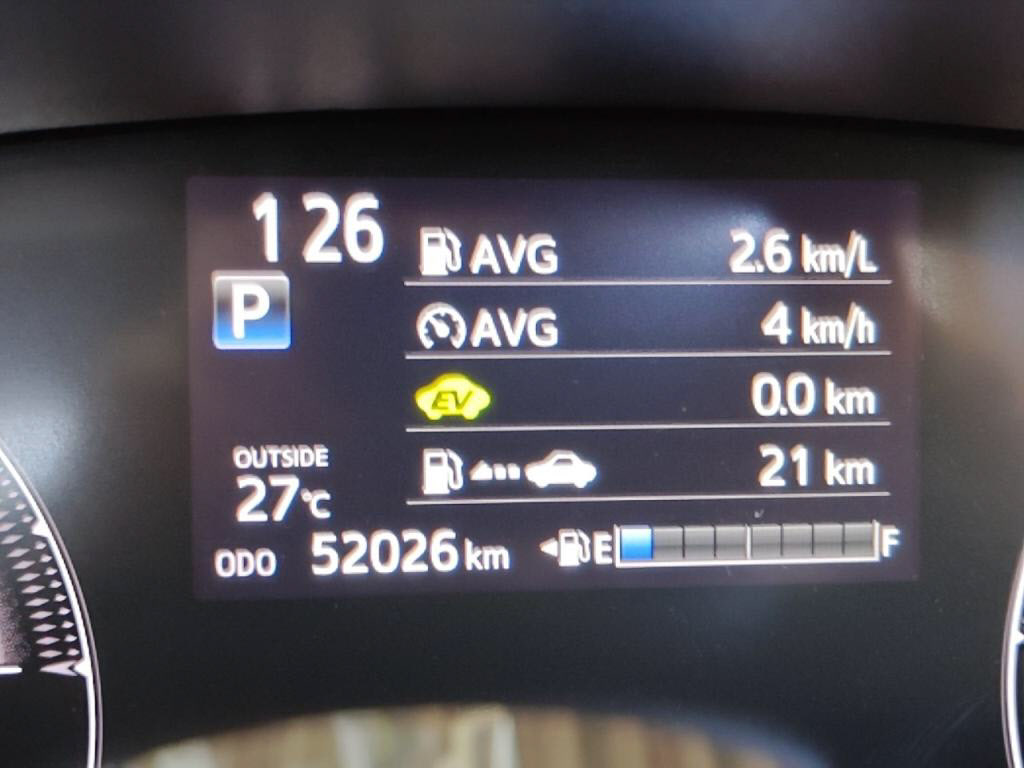 1 26
AVG 2.6 km/L
P
AVG 4 km/h
EV 0.0 km
OUTSIDE
27°C
21 km
ODO 52026 km
E F